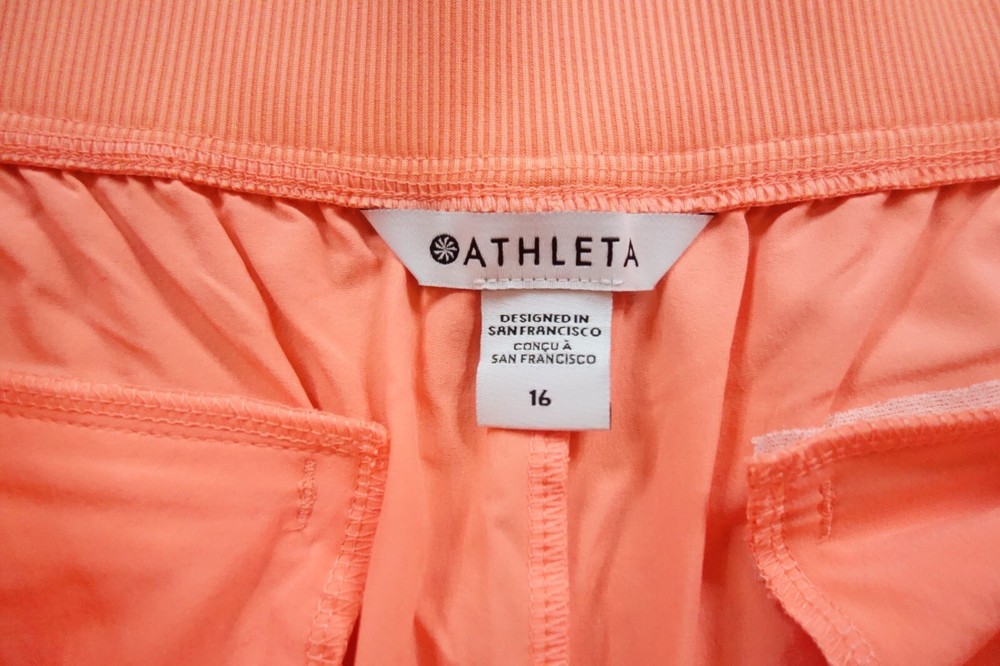 ATHLETA
DESIGNED IN
SAN FRANCISCO
CONÇU À
SAN FRANCISCO
16